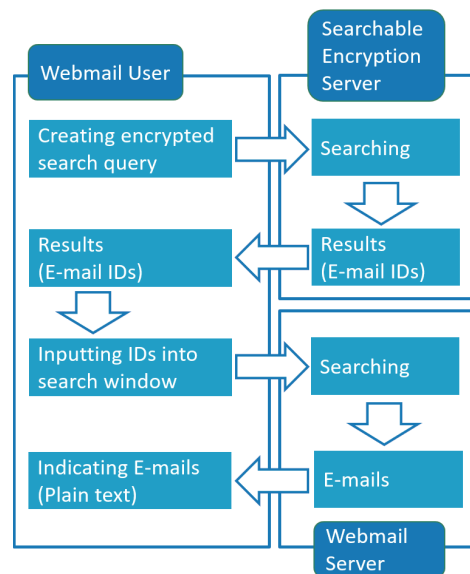 Webmail User
Searchable
Encryption
Server
Creating encrypted
search query
Searching
Results
(E-mail IDs)
Results
(E-mail IDs)
Inputting IDs into
search window
Searching
Indicating E-mails
(Plain text)
E-mails
Webmail
Server